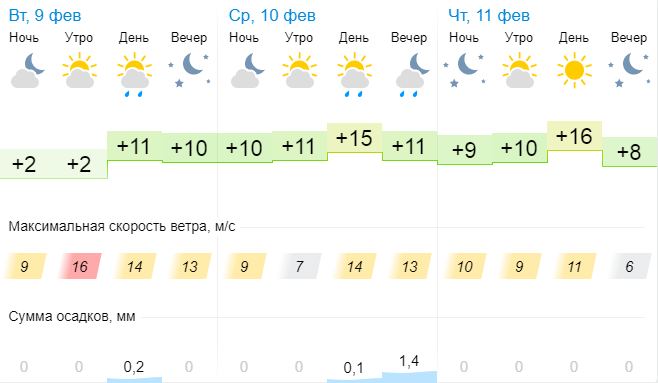 Вт, 9 фев Ср, 10 фев Чт, 11 фев
Ночь Утро День Вечер Ночь Утро День Вечер Ночь Утро День Вечер
+2 +2 +11 +10 +10 +11 +15 +11 +9 +10 +16 +8
Максимальная скорость ветра, м/с
9 16 14 13 9 7 14 13 10 9 11 6
Сумма осадков, мм
0 0 0,2 0 0 0 0,1 1,4 0 0 0 0